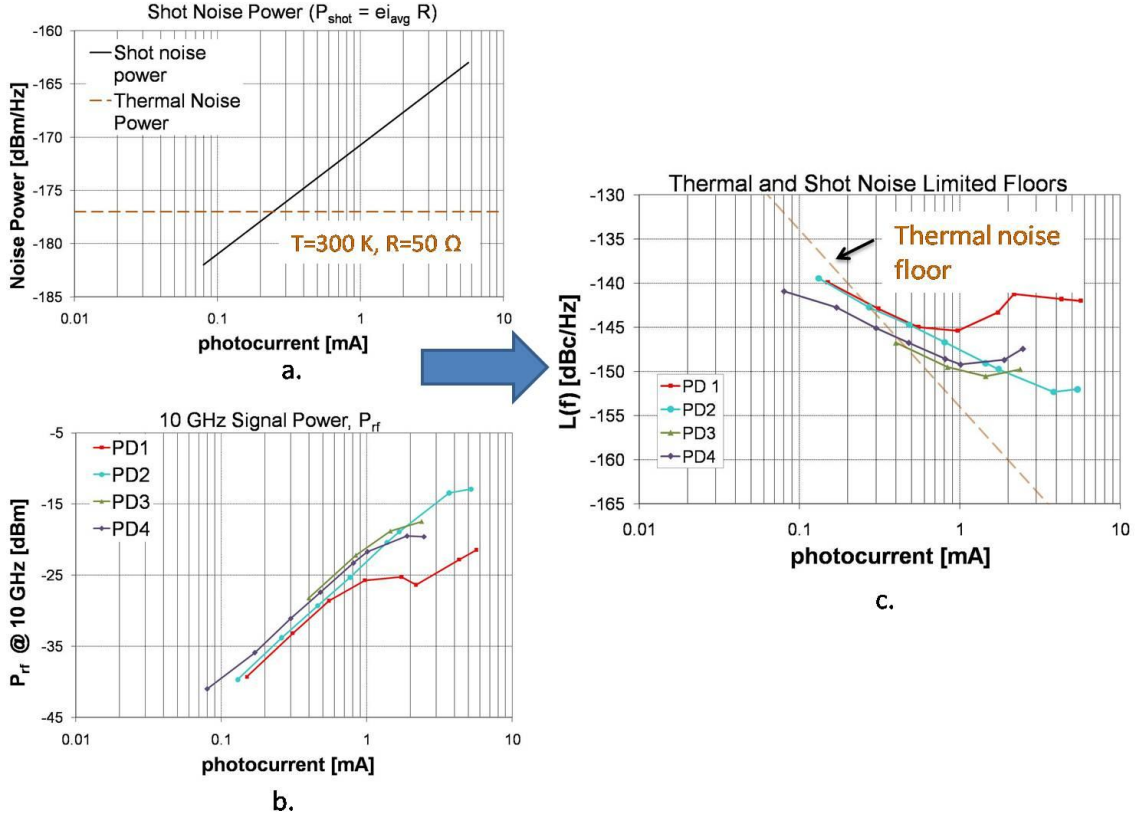 Shot Noise Power (P_shot = ei_avg R)
Noise Power [dBm/Hz]
-160
-165
-170
-175
-180
-185
Shot noise
power
Thermal Noise
Power
T=300 K, R=50 Ω
0.01
0.1
1
10
photocurrent [mA]
a.
10 GHz Signal Power, P_rf
P_rf @ 10 GHz [dBm]
-5
-15
-25
-35
-45
PD1
PD2
PD3
PD4
0.01
0.1
1
10
photocurrent [mA]
b.
Thermal and Shot Noise Limited Floors
L(f) [dBc/Hz]
-130
-135
-140
-145
-150
-155
-160
-165
Thermal noise
floor
PD 1
PD2
PD3
PD4
0.1
1
10
photocurrent [mA]
c.